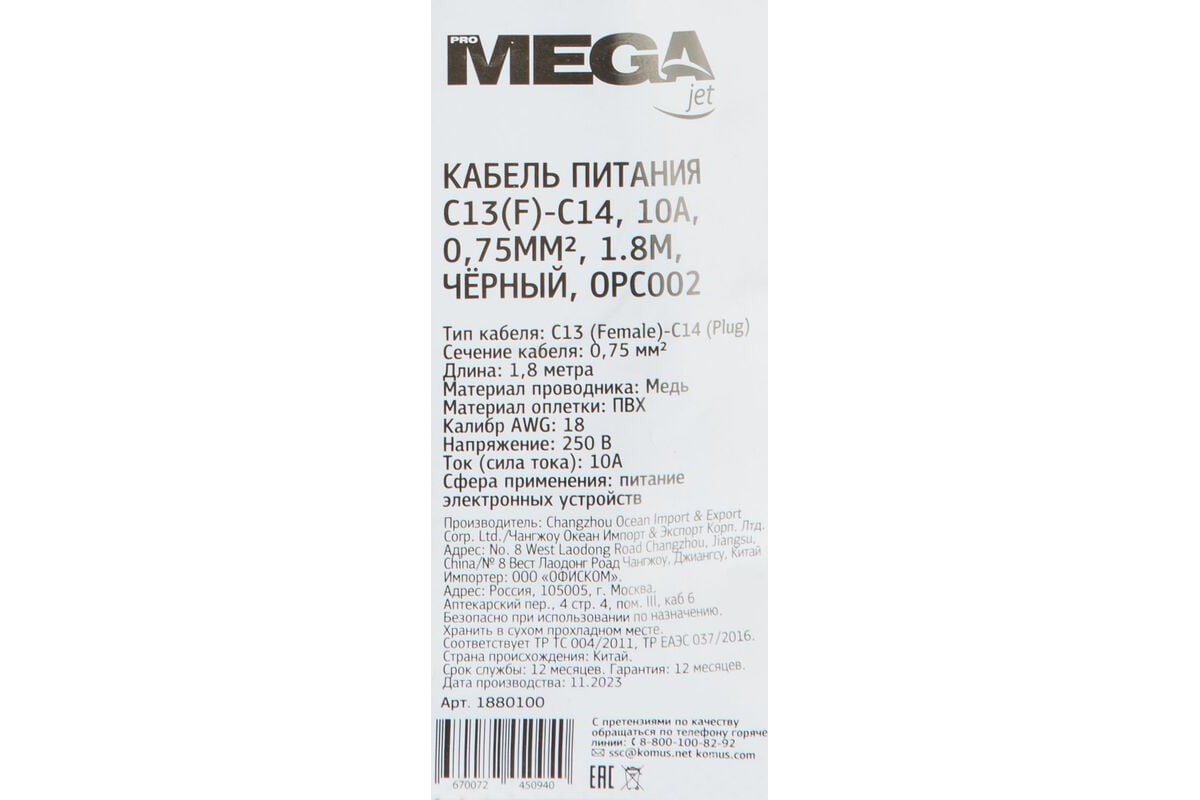 PRO MEGA
jet
КАБЕЛЬ ПИТАНИЯ
C13(F)-C14, 10А,
0,75ММ², 1.8М,
ЧЁРНЫЙ, OPC002
Тип кабеля: C13 (Female)-C14 (Plug)
Сечение кабеля: 0,75 мм²
Длина: 1,8 метра
Материал проводника: Медь
Материал оплетки: ПВХ
Калибр AWG: 18
Напряжение: 250 В
Ток (сила тока): 10А
Сфера применения: питание
электронных устройств
Производитель: Changzhou Ocean Import & Export
Corp. Ltd./Чангжоу Океан Импорт & Экспорт Корп. Лтд.
Адрес: No. 8 West Laodong Road Changzhou, Jiangsu,
China/№ 8 Вест Лаодонг Роад Чангжоу, Джиангсу, Китай
Импортер: ООО «ОФИСКОМ».
Адрес: Россия, 105005, г. Москва,
Аптекарский пер., 4 стр. 4, пом. III, каб 6
Безопасно при использовании по назначению.
Хранить в сухом прохладном месте.
Соответствует ТР ТС 004/2011, ТР ЕАЭС 037/2016.
Страна происхождения: Китай.
Срок службы: 12 месяцев. Гарантия: 12 месяцев.
Дата производства: 11.2023
Арт. 1880100
670072 450940
С претензиями по качеству
обращаться по телефону горяче
линии: 8-800-100-82-92
ssc@komus.net komus.com
EAC